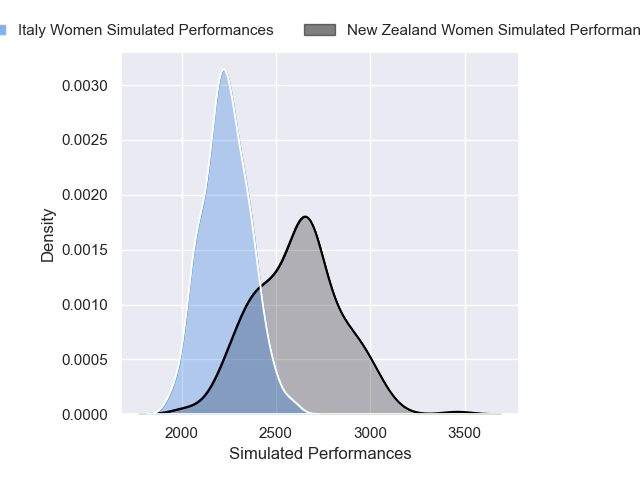 Italy Women Simulated Performances New Zealand Women Simulated Performan
0.0030
0.0025
0.0020
0.0015
0.0010
0.0005
0.0000
Density
2000 2500 3000 3500
Simulated Performances